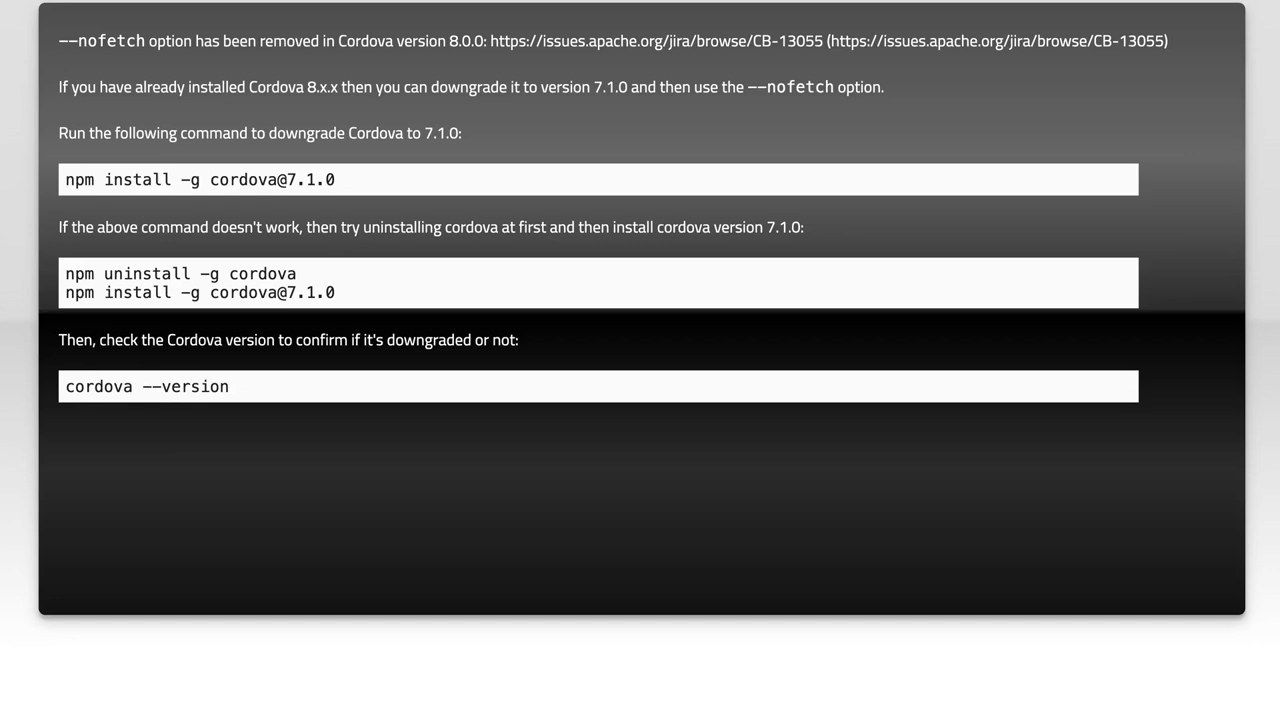 --nofetch option has been removed in Cordova version 8.0.0: https://issues.apache.org/jira/browse/CB-13055 (https://issues.apache.org/jira/browse/CB-13055)
If you have already installed Cordova 8.x.x then you can downgrade it to version 7.1.0 and then use the --nofetch option.
Run the following command to downgrade Cordova to 7.1.0:
npm install -g cordova@7.1.0
If the above command doesn't work, then try uninstalling cordova at first and then install cordova version 7.1.0:
npm uninstall -g cordova
npm install -g cordova@7.1.0
Then, check the Cordova version to confirm if it's downgraded or not:
cordova --version